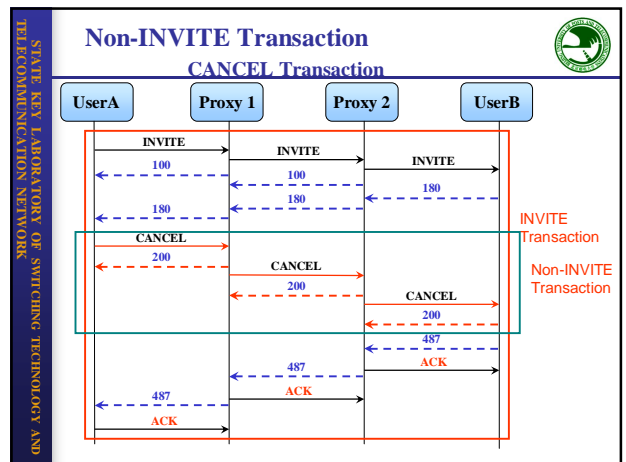 STATE KEY LABORATORY OF SWITCHING TECHNOLOGY AND
TELECOMMUNICATION NETWORK
Non-INVITE Transaction
CANCEL Transaction
UserA
Proxy 1
Proxy 2
UserB
INVITE
INVITE
INVITE
100
100
180
180
180
INVITE
Transaction
CANCEL
200
CANCEL
200
Non-INVITE
Transaction
CANCEL
200
487
ACK
487
ACK
487
ACK